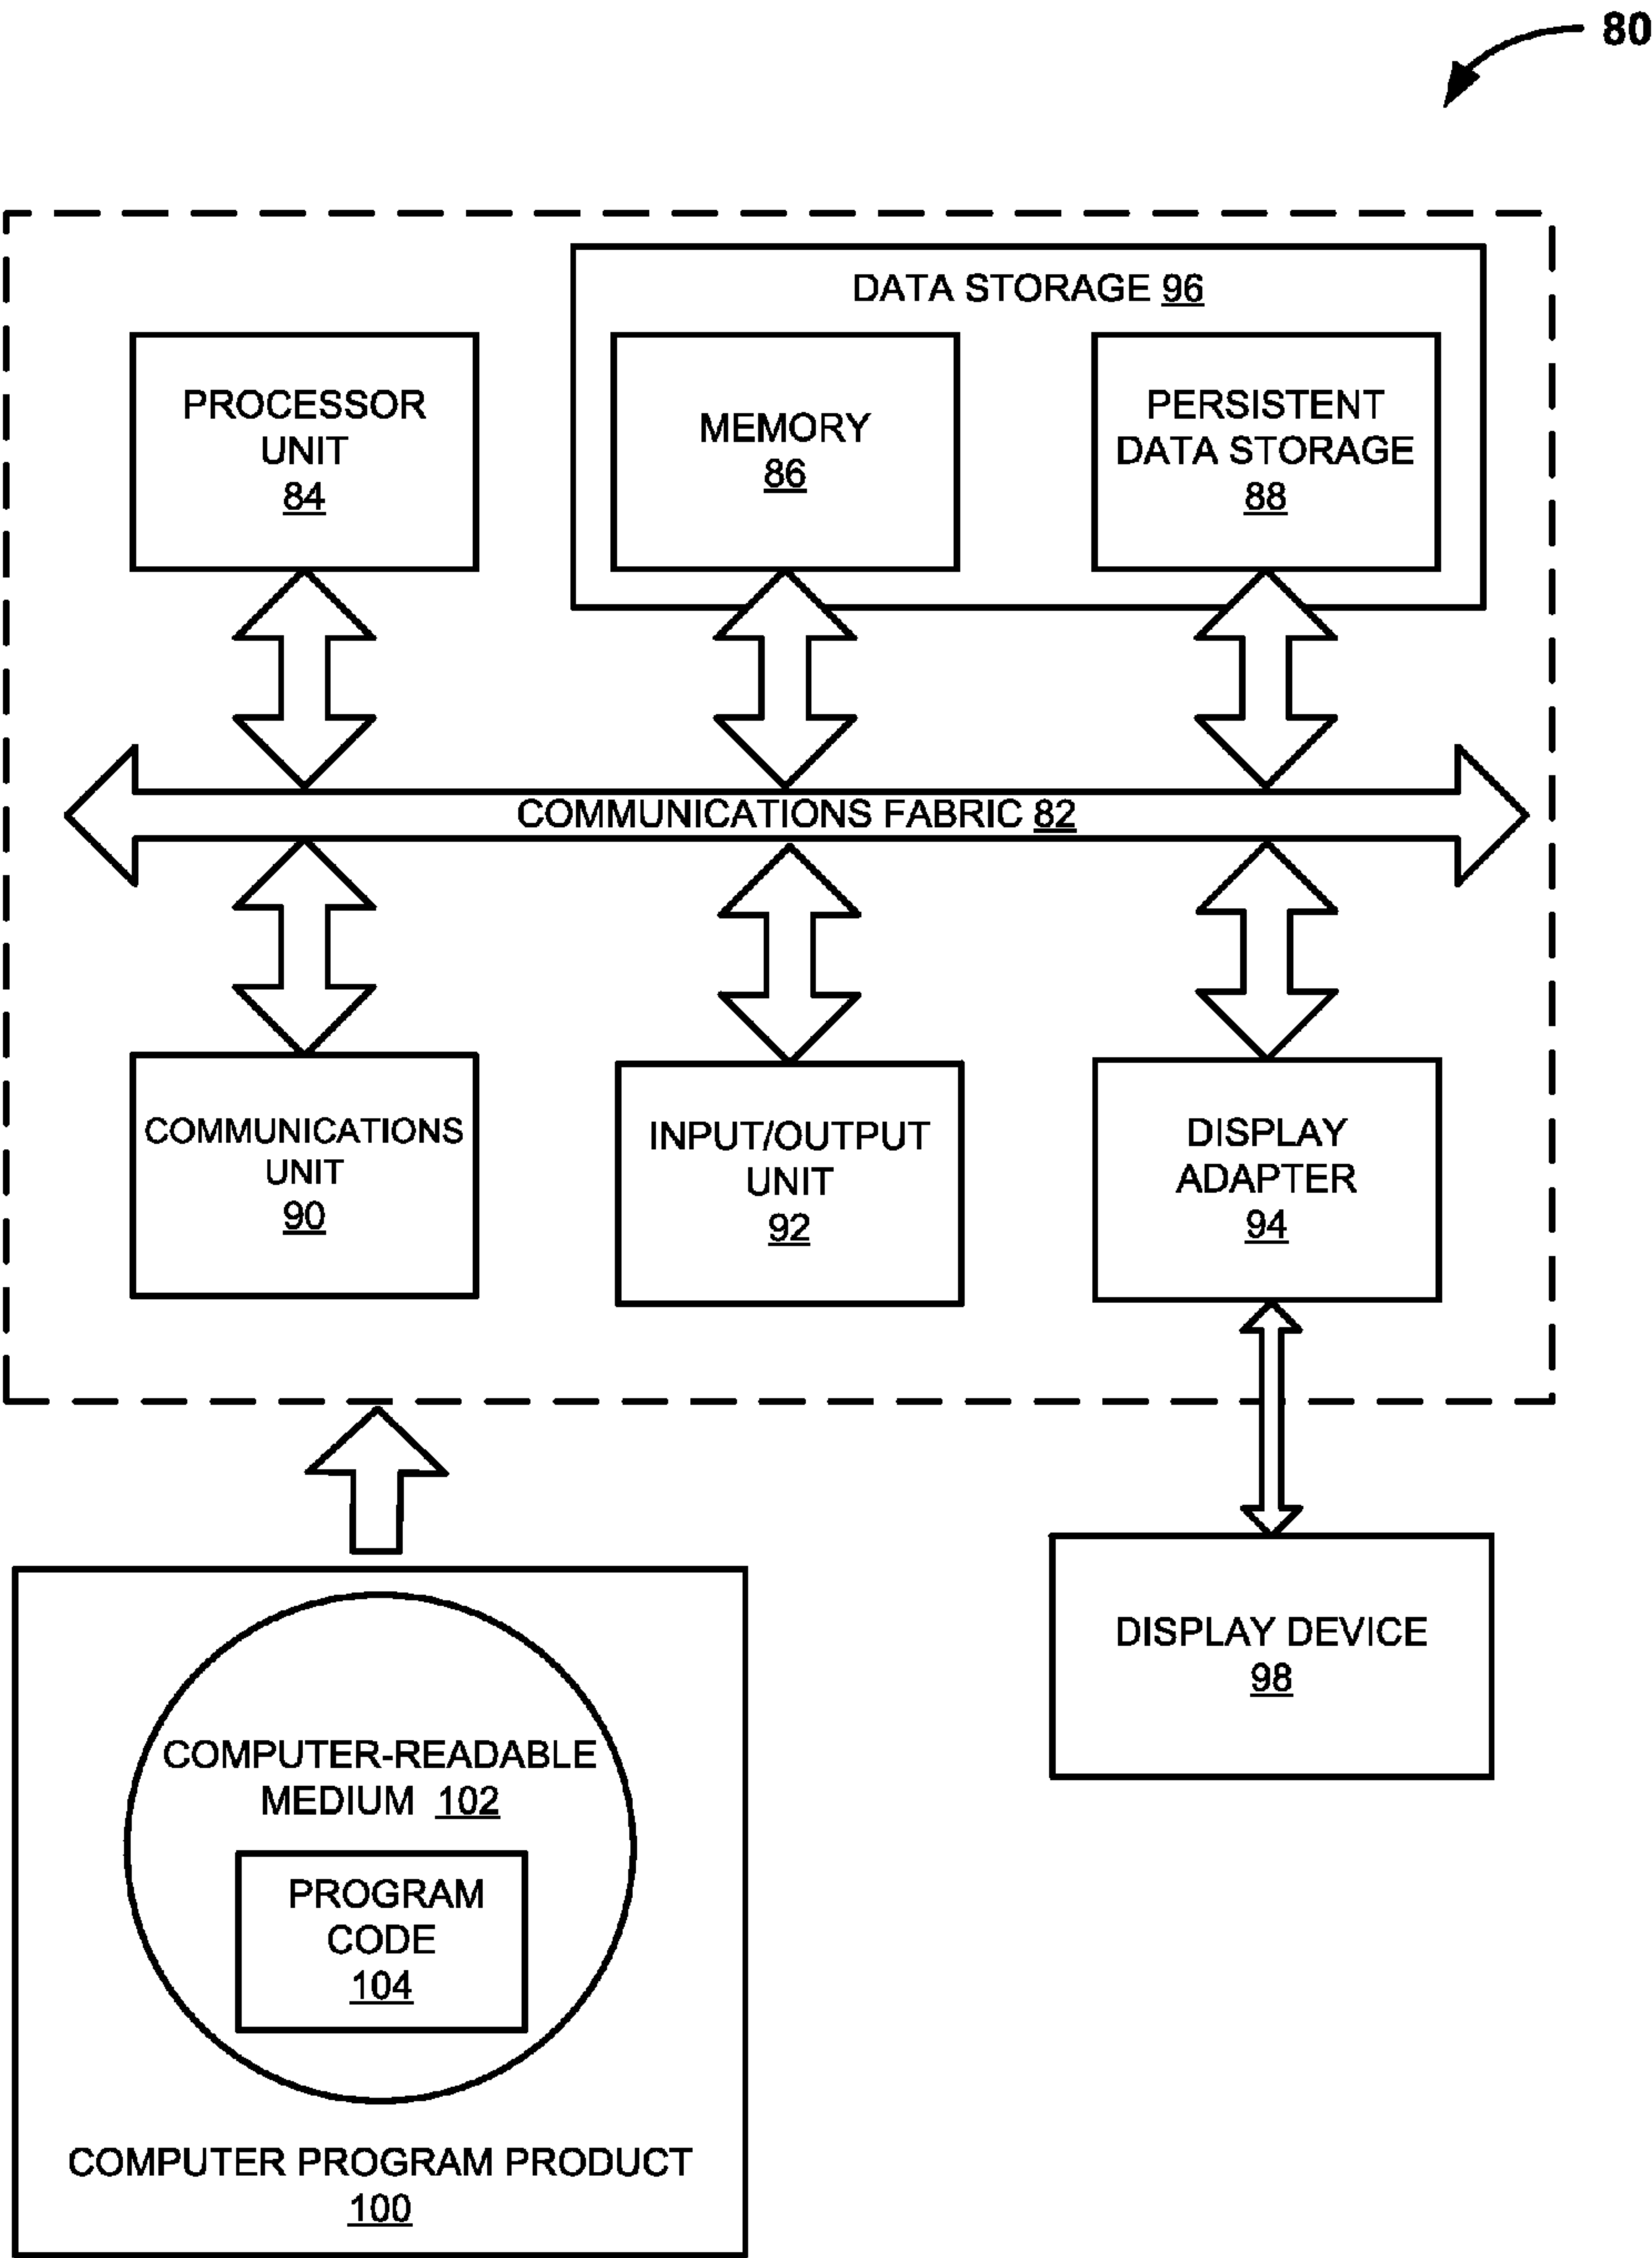 80
DATA STORAGE 96
PROCESSOR
UNIT
84
MEMORY
86
PERSISTENT
DATA STORAGE
88
COMMUNICATIONS FABRIC 82
COMMUNICATIONS
UNIT
90
INPUT/OUTPUT
UNIT
92
DISPLAY
ADAPTER
94
DISPLAY DEVICE
98
COMPUTER-READABLE
MEDIUM 102
PROGRAM
CODE
104
COMPUTER PROGRAM PRODUCT
100